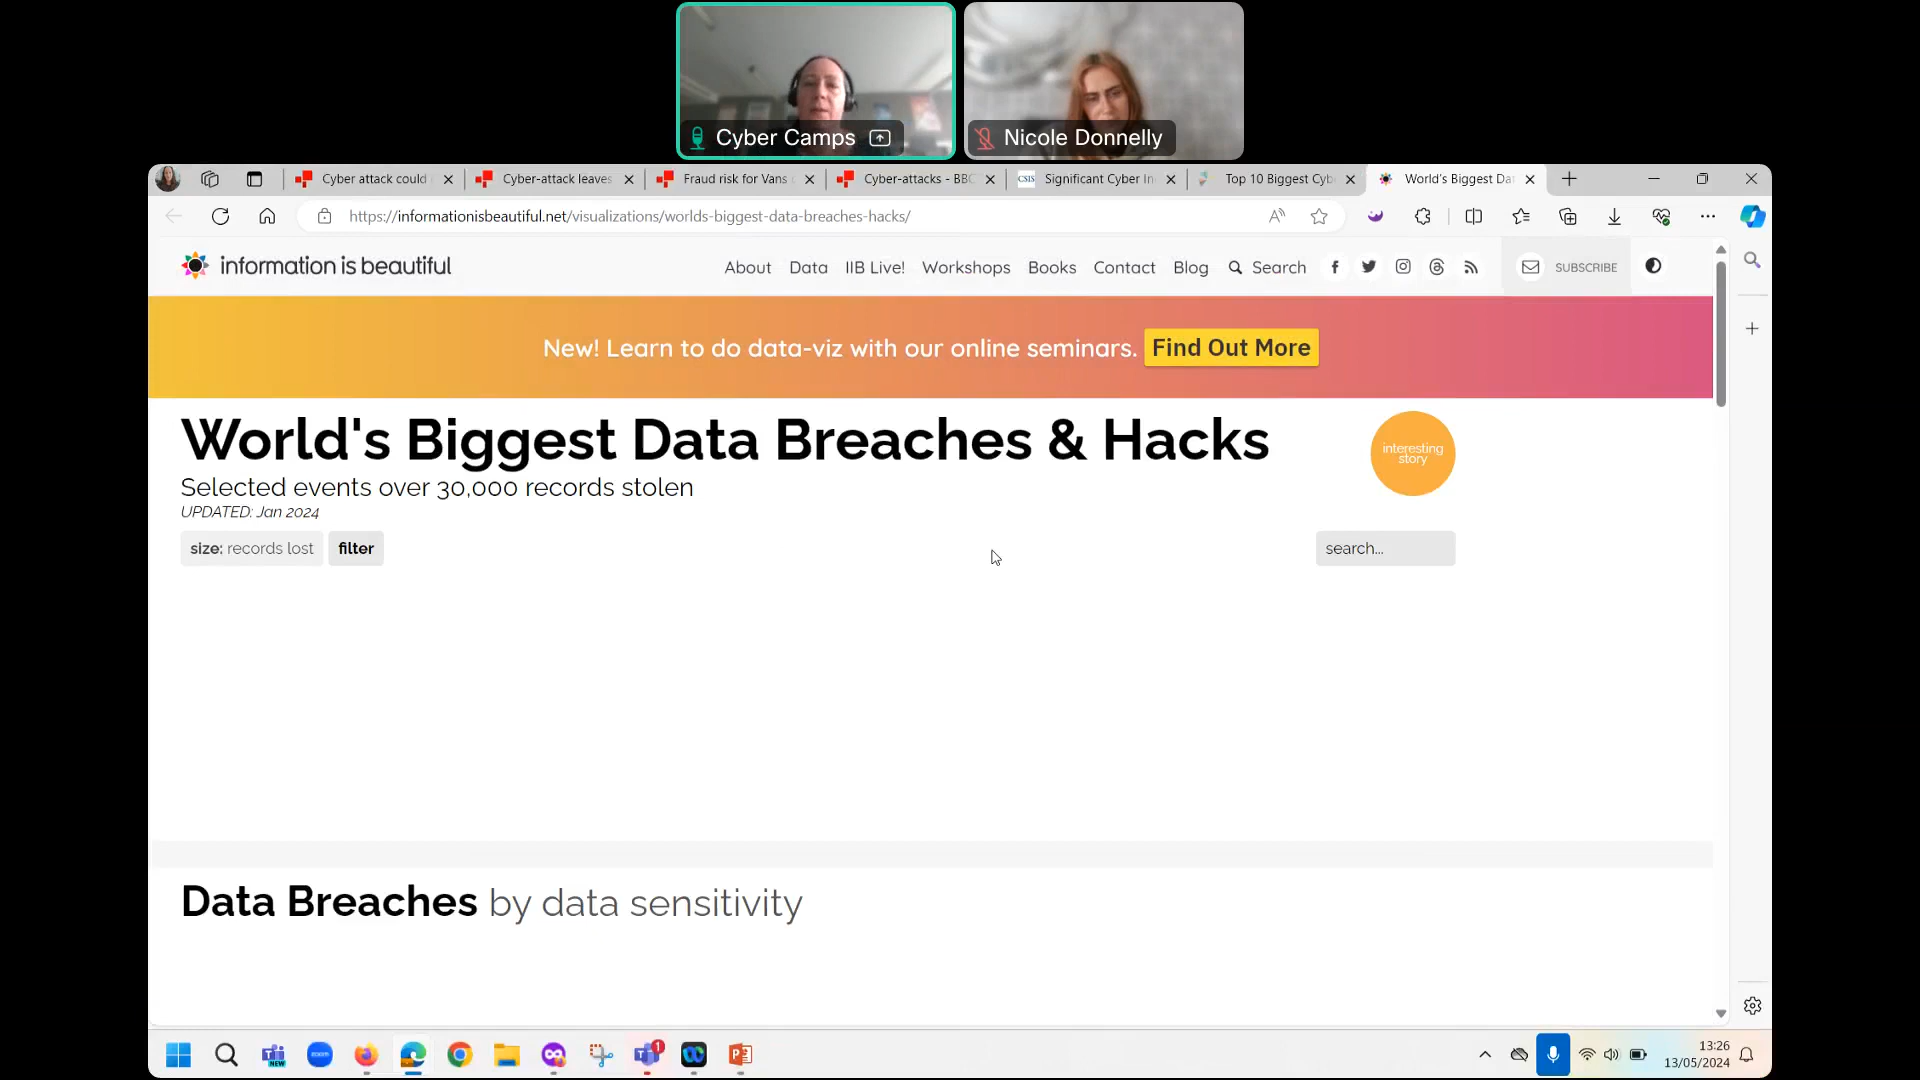 Cyber Camps
Nicole Donnelly
Cyber attack could
Cyber-attack leaves
Fraud risk for Vans
Cyber-attacks - BBC
CSIS
Significant Cyber In
Top 10 Biggest Cyb
World's Biggest Da
https://informationisbeautiful.net/visualizations/worlds-biggest-data-breaches-hacks/
information is beautiful
About Data IIB Live! Workshops Books Contact Blog Search
SUBSCRIBE
New! Learn to do data-viz with our online seminars. Find Out More
World's Biggest Data Breaches & Hacks
interesting
story
Selected events over 30,000 records stolen
UPDATED: Jan 2024
size: records lost
filter
search...
Data Breaches by data sensitivity
NEW
zoom
1
13:26
13/05/2024